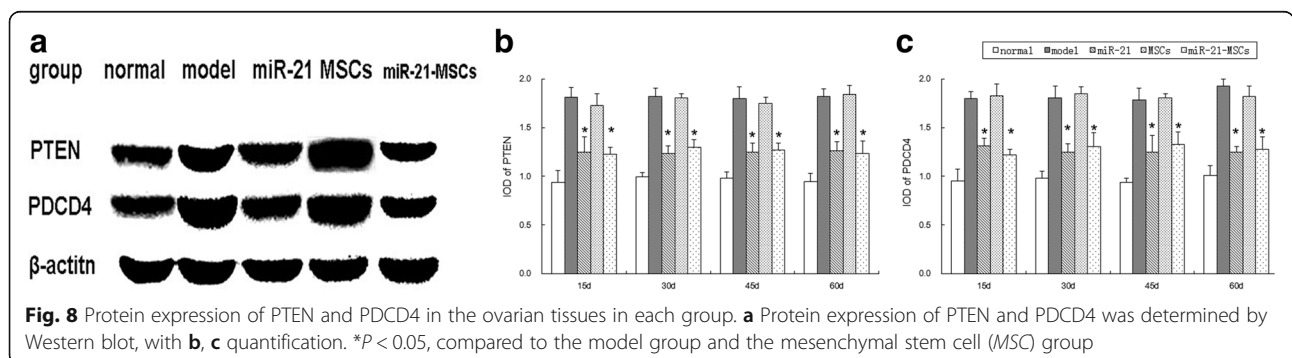 a
group normal model miR-21 MSCs miR-21-MSCs
PTEN
PDCD4
β-actitn
b
IOD of PTEN
2.0
1.5
1.0
0.5
0.0
* * * * * * * *
15d 30d 45d 60d
c
normal model miR-21 MSCs miR-21-MSCs
IOD of PDCD4
2.0
1.5
1.0
0.5
0.0
* * * * * * * *
15d 30d 45d 60d
Fig. 8 Protein expression of PTEN and PDCD4 in the ovarian tissues in each group. a Protein expression of PTEN and PDCD4 was determined by
Western blot, with b, c quantification. *P < 0.05, compared to the model group and the mesenchymal stem cell (MSC) group